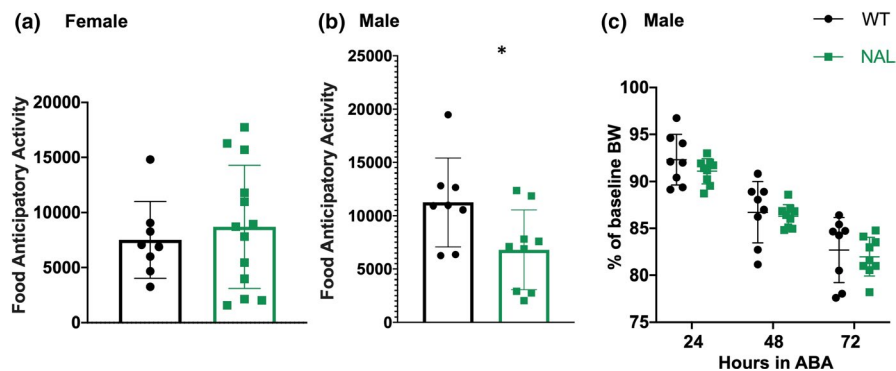 (a) Female
Food Anticipatory Activity
20000
15000
10000
5000
0
(b) Male
*
Food Anticipatory Activity
25000
20000
15000
10000
5000
0
(c) Male
WT
NAL
% of baseline BW
100
95
90
85
80
75
24 48 72
Hours in ABA